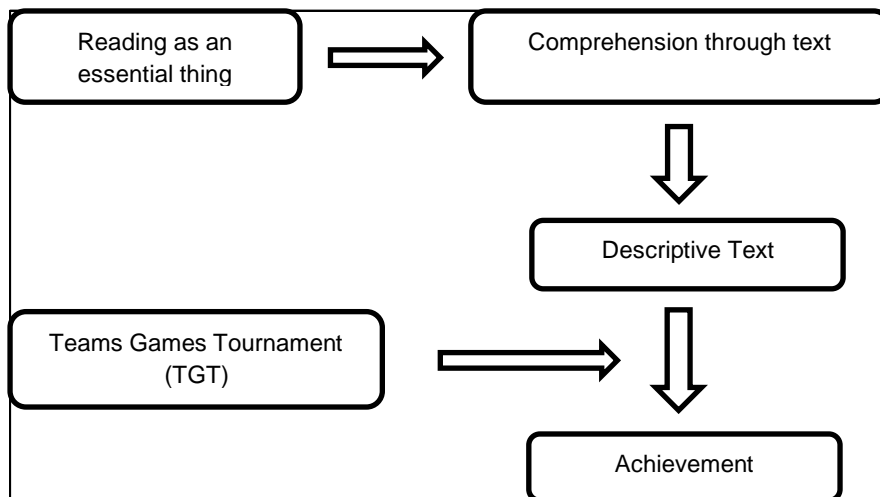 Reading as an
essential thing
Comprehension through text
Descriptive Text
Teams Games Tournament
(TGT)
Achievement